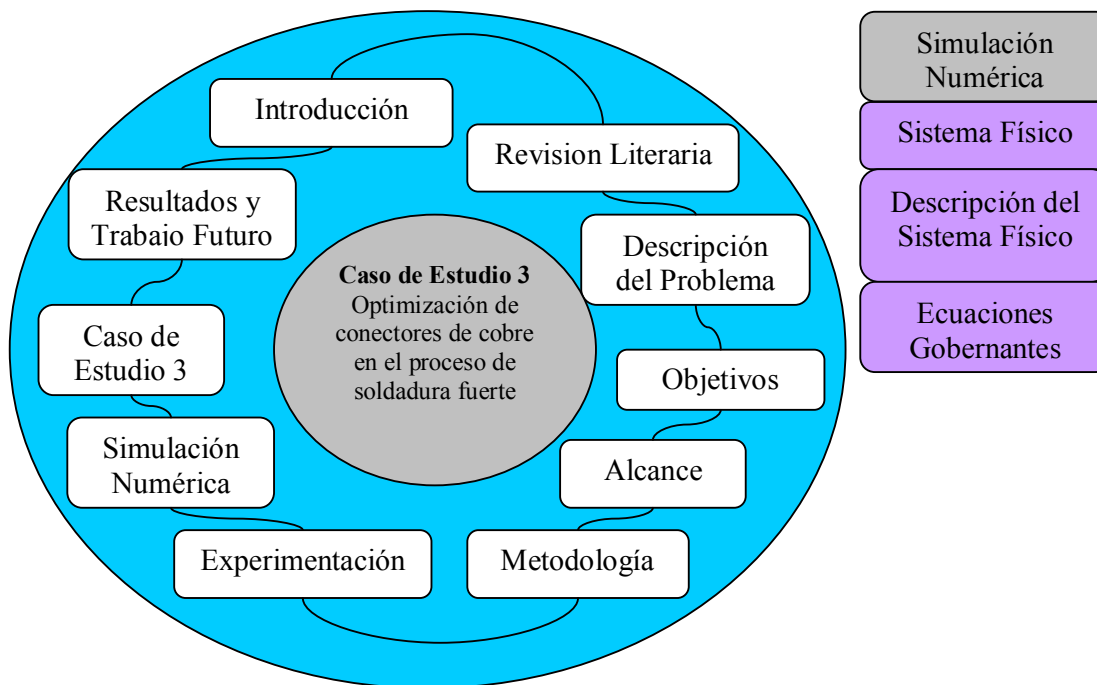 Introducción
Revision Literaria
Descripción
del Problema
Objetivos
Alcance
Metodología
Experimentación
Simulación
Numérica
Caso de
Estudio 3
Resultados y
Trabajo Futuro
Caso de Estudio 3
Optimización de
conectores de cobre
en el proceso de
soldadura fuerte
Simulación
Numérica
Sistema Físico
Descripción del
Sistema Físico
Ecuaciones
Gobernantes